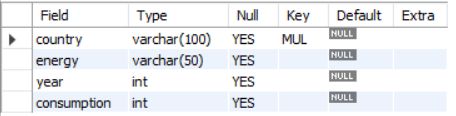 Field Type Null Key Default Extra
country varchar(100) YES MUL NULL
energy varchar(50) YES NULL
year int YES NULL
consumption int YES NULL